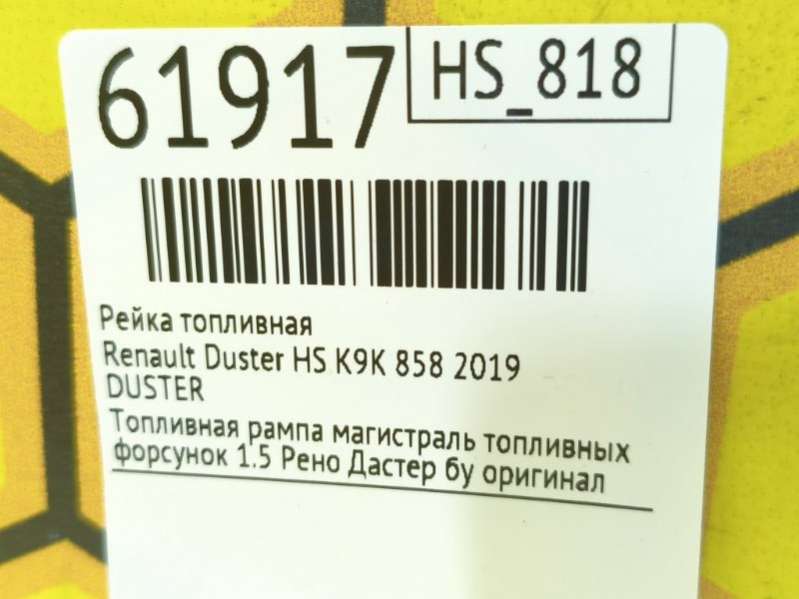 61917
HS_818
Рейка топливная
Renault Duster HS K9K 858 2019
DUSTER
Топливная рампа магистраль топливных
форсунок 1.5 Рено Дастер бу оригинал